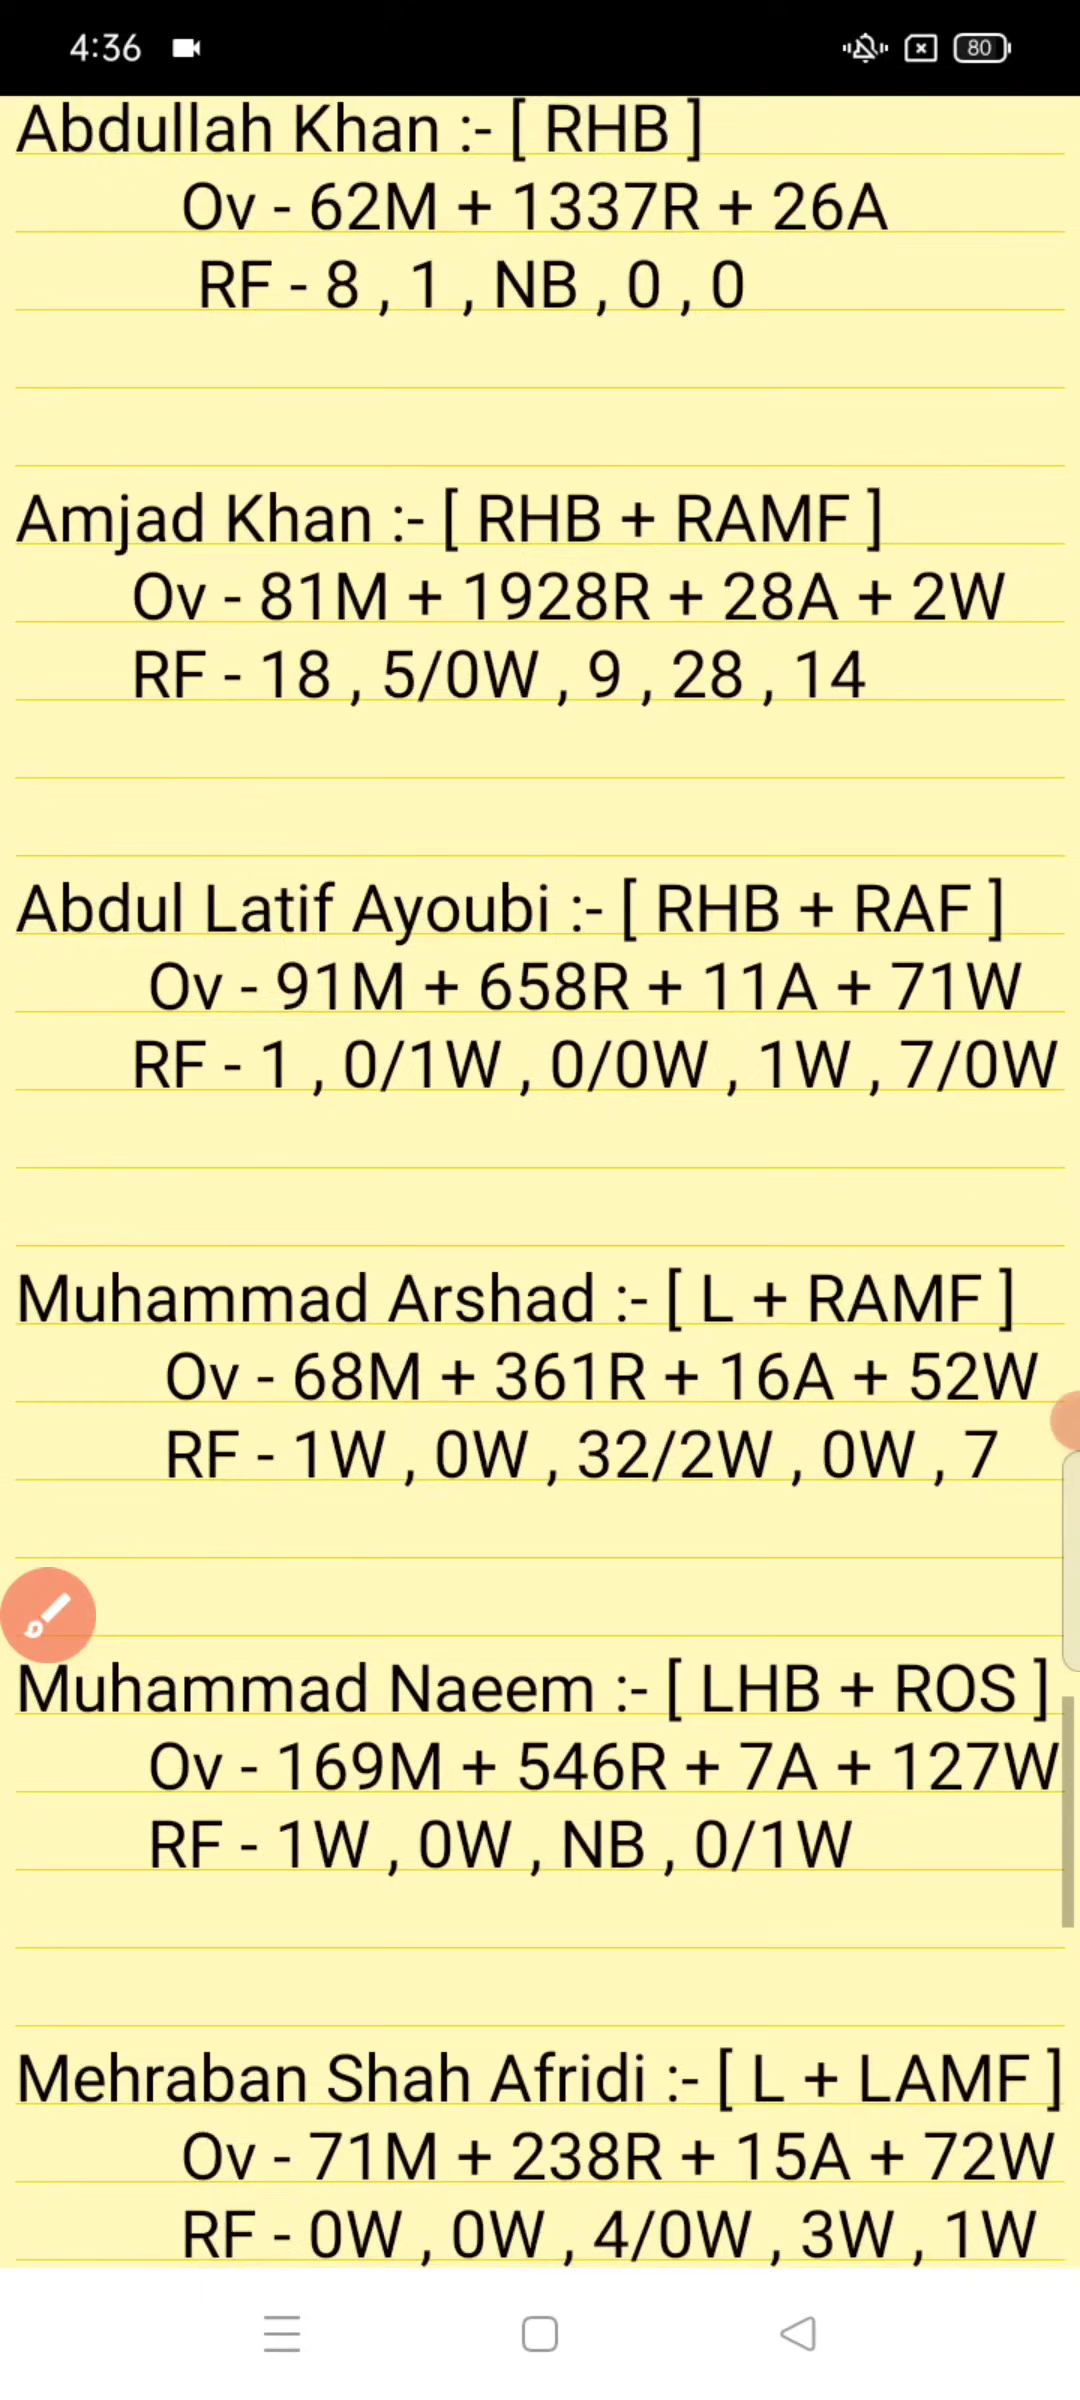 4:36
80
Abdullah Khan :- [ RHB ]
Ov - 62M + 1337R + 26A
RF - 8 , 1 , NB , 0 , 0
Amjad Khan :- [ RHB + RAMF ]
Ov - 81M + 1928R + 28A + 2W
RF - 18 , 5/0W , 9 , 28 , 14
Abdul Latif Ayoubi :- [ RHB + RAF ]
Ov - 91M + 658R + 11A + 71W
RF - 1 , 0/1W , 0/0W , 1W , 7/0W
Muhammad Arshad :- [ L + RAMF ]
Ov - 68M + 361R + 16A + 52W
RF - 1W , 0W , 32/2W , 0W , 7
Muhammad Naeem :- [ LHB + ROS ]
Ov - 169M + 546R + 7A + 127W
RF - 1W , 0W , NB , 0/1W
Mehraban Shah Afridi :- [ L + LAMF ]
Ov - 71M + 238R + 15A + 72W
RF - 0W , 0W , 4/0W , 3W , 1W